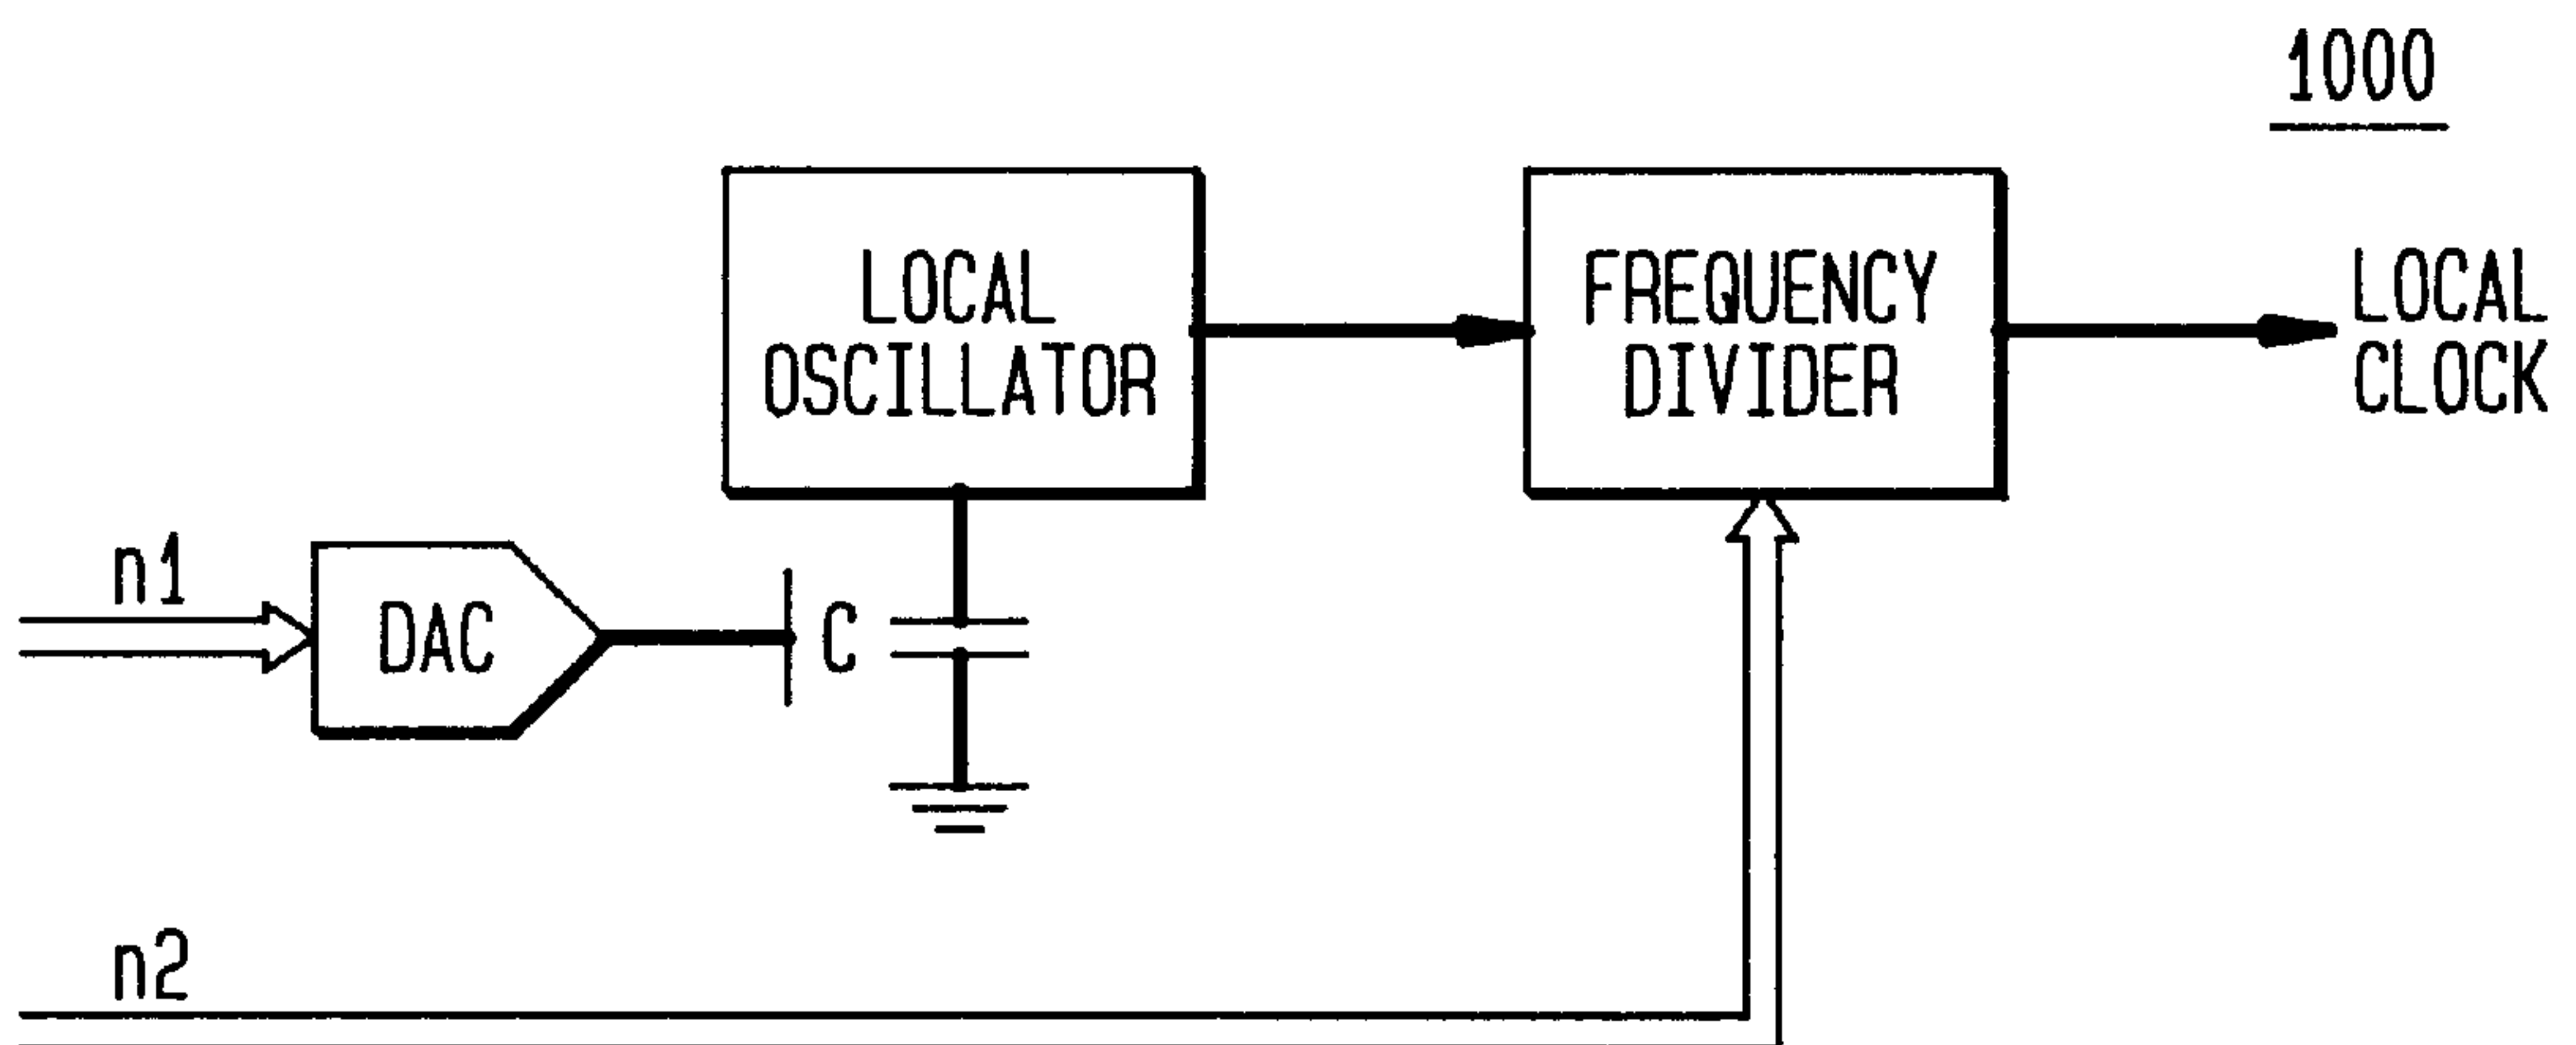 1000
LOCAL
OSCILLATOR
FREQUENCY
DIVIDER
LOCAL
CLOCK
n1
DAC
C
n2